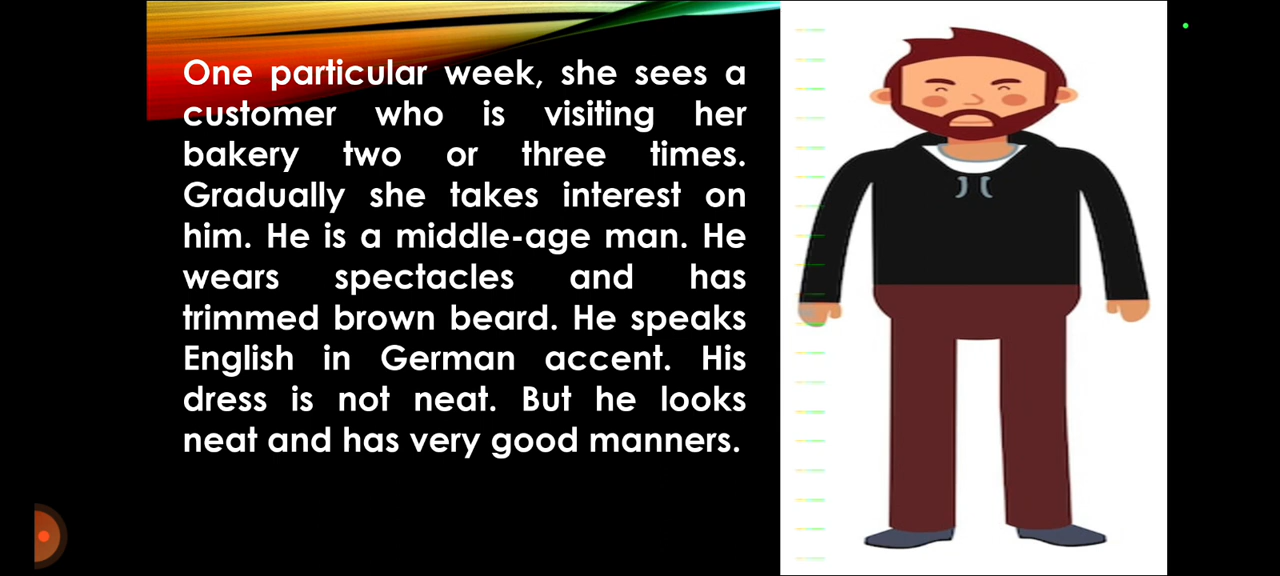 One particular week, she sees a
customer who is visiting her
bakery two or three times.
Gradually she takes interest on
him. He is a middle-age man. He
wears spectacles and has
trimmed brown beard. He speaks
English in German accent. His
dress is not neat. But he looks
neat and has very good manners.